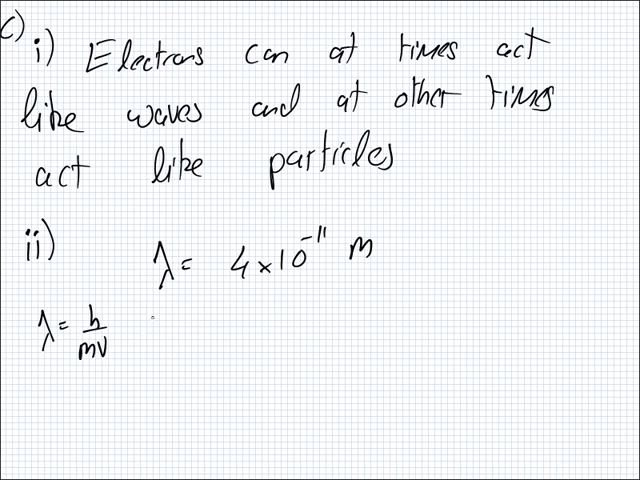 c) i) Electrons can at times act
like waves and at other times
act like particles
ii) λ = 4 × 10⁻¹¹ m
λ = h/mv